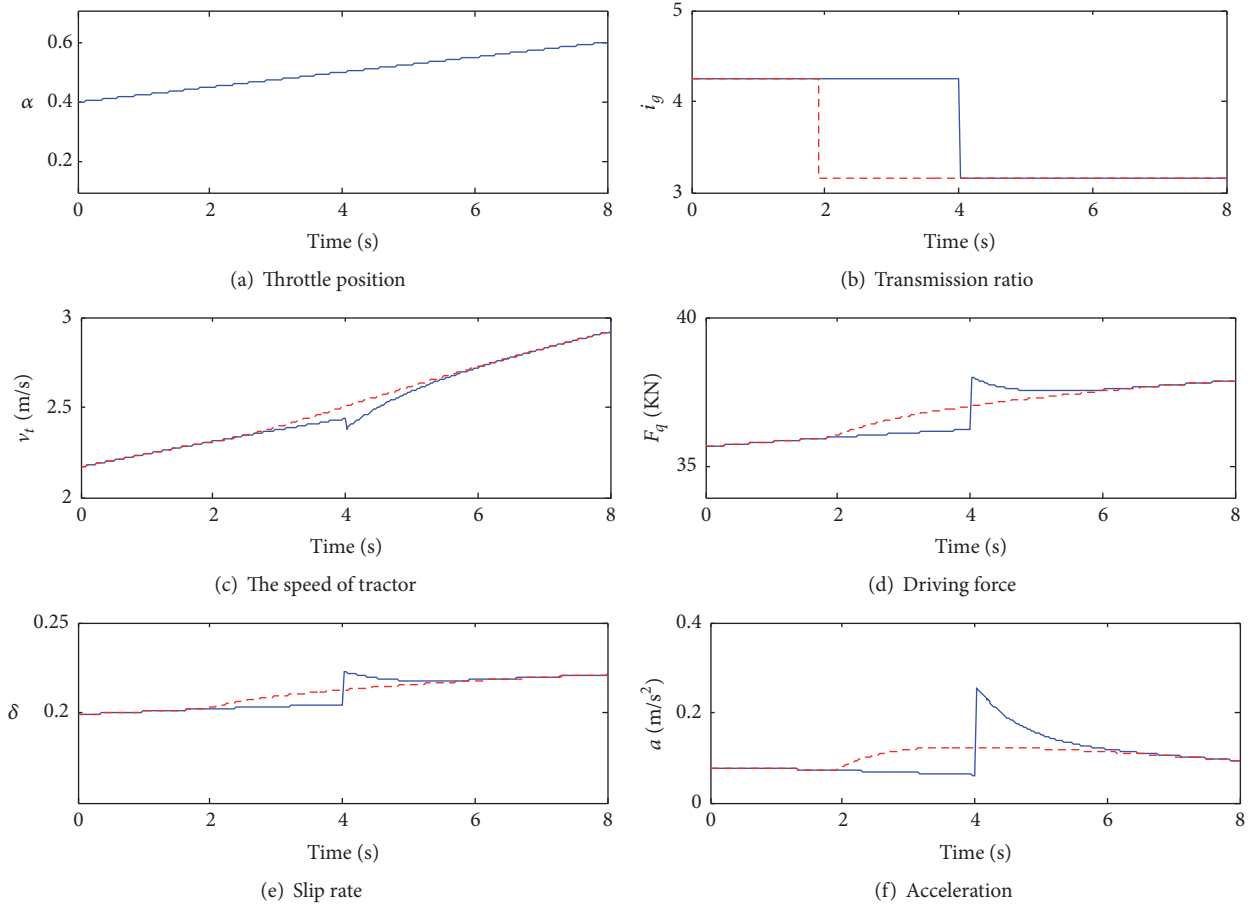 0.6
α 0.4
0.2
0 2 4 6 8
Time (s)
(a) Throttle position
5
i_g 4
3
0 2 4 6 8
Time (s)
(b) Transmission ratio
3
v_t (m/s) 2.5
2
0 2 4 6 8
Time (s)
(c) The speed of tractor
40
F_q (KN)
35
0 2 4 6 8
Time (s)
(d) Driving force
0.25
δ 0.2
0 2 4 6 8
Time (s)
(e) Slip rate
0.4
a (m/s²) 0.2
0
0 2 4 6 8
Time (s)
(f) Acceleration